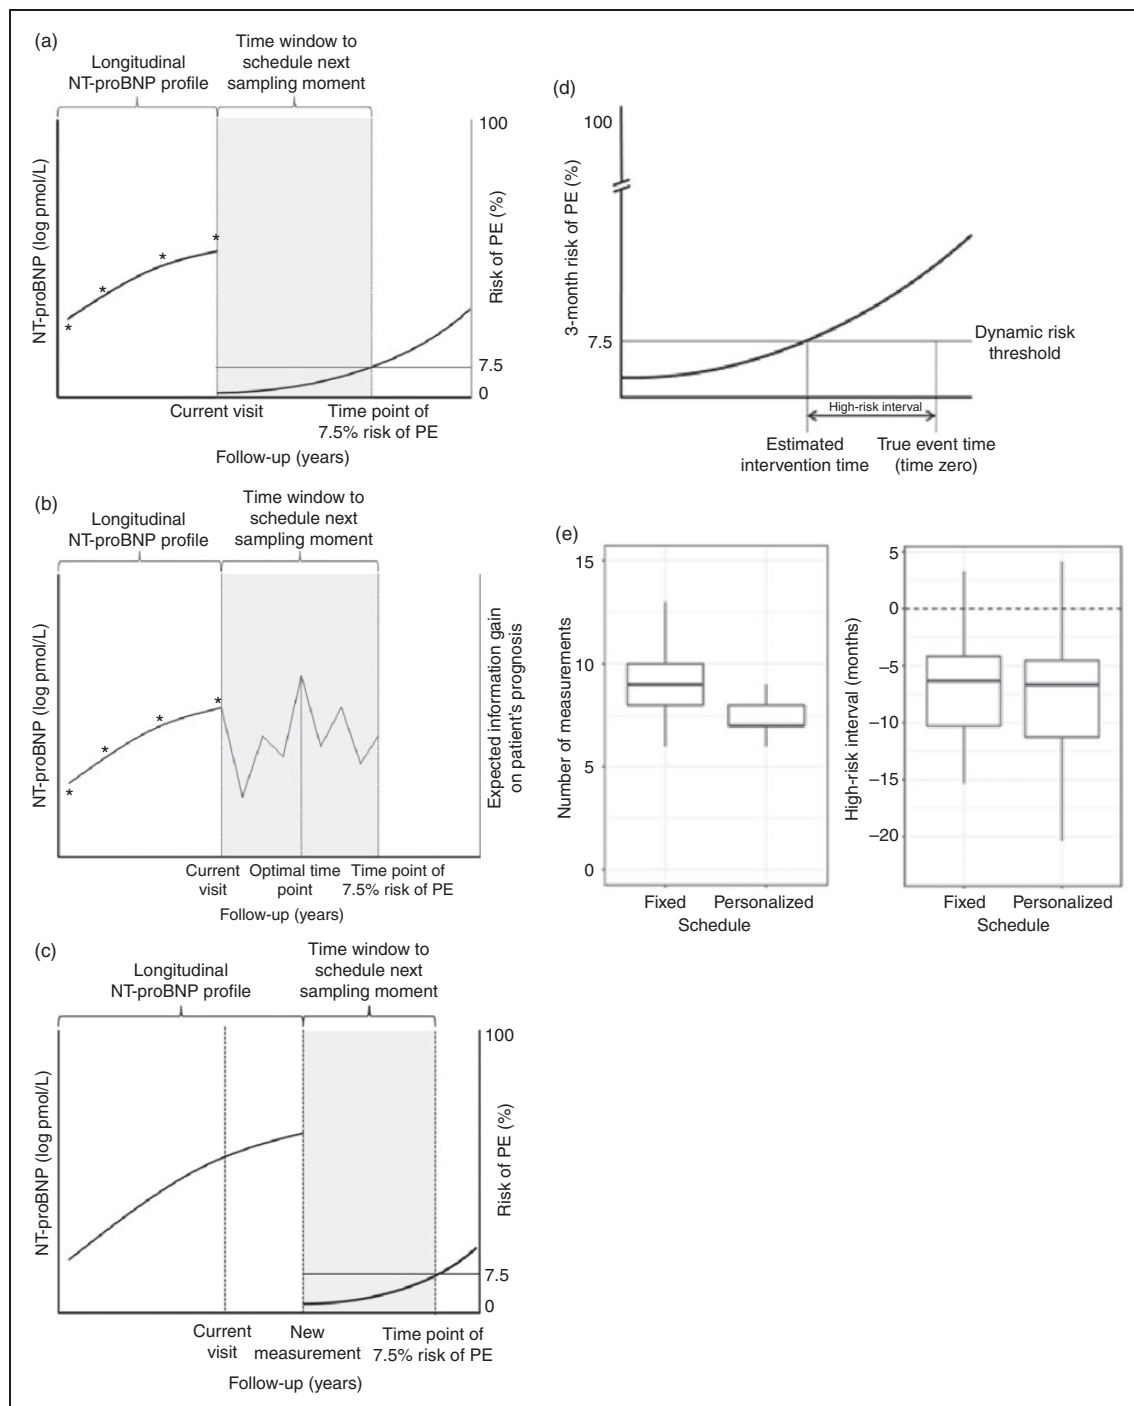 (a)
Longitudinal
NT-proBNP profile
Time window to
schedule next
sampling moment
NT-proBNP (log pmol/L)
*
*
*
*
100
Risk of PE (%)
7.5
0
Current visit
Time point of
7.5% risk of PE
Follow-up (years)
(b)
Longitudinal
NT-proBNP profile
Time window to
schedule next
sampling moment
NT-proBNP (log pmol/L)
*
*
*
*
Expected information gain
on patient's prognosis
Current
visit
Optimal time
point
Time point of
7.5% risk of PE
Follow-up (years)
(c)
Longitudinal
NT-proBNP profile
Time window to
schedule next
sampling moment
NT-proBNP (log pmol/L)
100
Risk of PE (%)
7.5
0
Current
visit
New
measurement
Time point of
7.5% risk of PE
Follow-up (years)
(d)
100
3-month risk of PE (%)
7.5
Dynamic risk
threshold
High-risk interval
Estimated
intervention time
True event time
(time zero)
(e)
Number of measurements
15
10
5
0
Fixed
Personalized
Schedule
High-risk interval (months)
5
0
−5
−10
−15
−20
Fixed
Personalized
Schedule